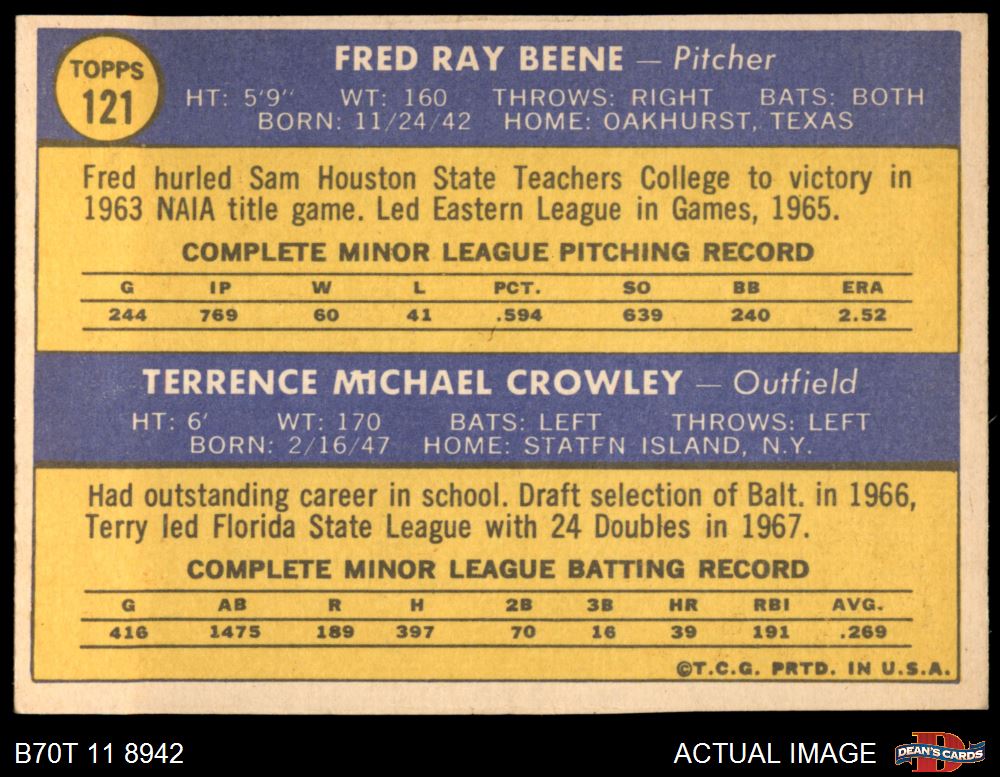 TOPPS
121
FRED RAY BEENE — Pitcher
HT: 5'9" WT: 160 THROWS: RIGHT BATS: BOTH
BORN: 11/24/42 HOME: OAKHURST, TEXAS
Fred hurled Sam Houston State Teachers College to victory in
1963 NAIA title game. Led Eastern League in Games, 1965.
COMPLETE MINOR LEAGUE PITCHING RECORD
G IP W L PCT. SO BB ERA
244 769 60 41 .594 639 240 2.52
TERRENCE MICHAEL CROWLEY — Outfield
HT: 6' WT: 170 BATS: LEFT THROWS: LEFT
BORN: 2/16/47 HOME: STATEN ISLAND, N.Y.
Had outstanding career in school. Draft selection of Balt. in 1966,
Terry led Florida State League with 24 Doubles in 1967.
COMPLETE MINOR LEAGUE BATTING RECORD
G AB R H 2B 3B HR RBI AVG.
416 1475 189 397 70 16 39 191 .269
©T.C.G. PRTD. IN U.S.A.
B70T 11 8942 ACTUAL IMAGE DEAN'S CARDS